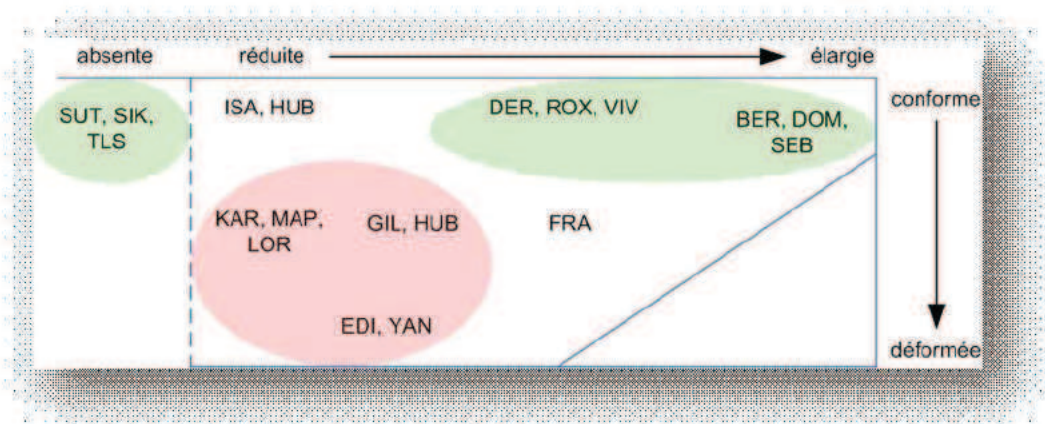 absente réduite élargie
conforme
SUT, SIK,
TLS
ISA, HUB
DER, ROX, VIV
BER, DOM,
SEB
KAR, MAP,
LOR
GIL, HUB
FRA
EDI, YAN
déformée